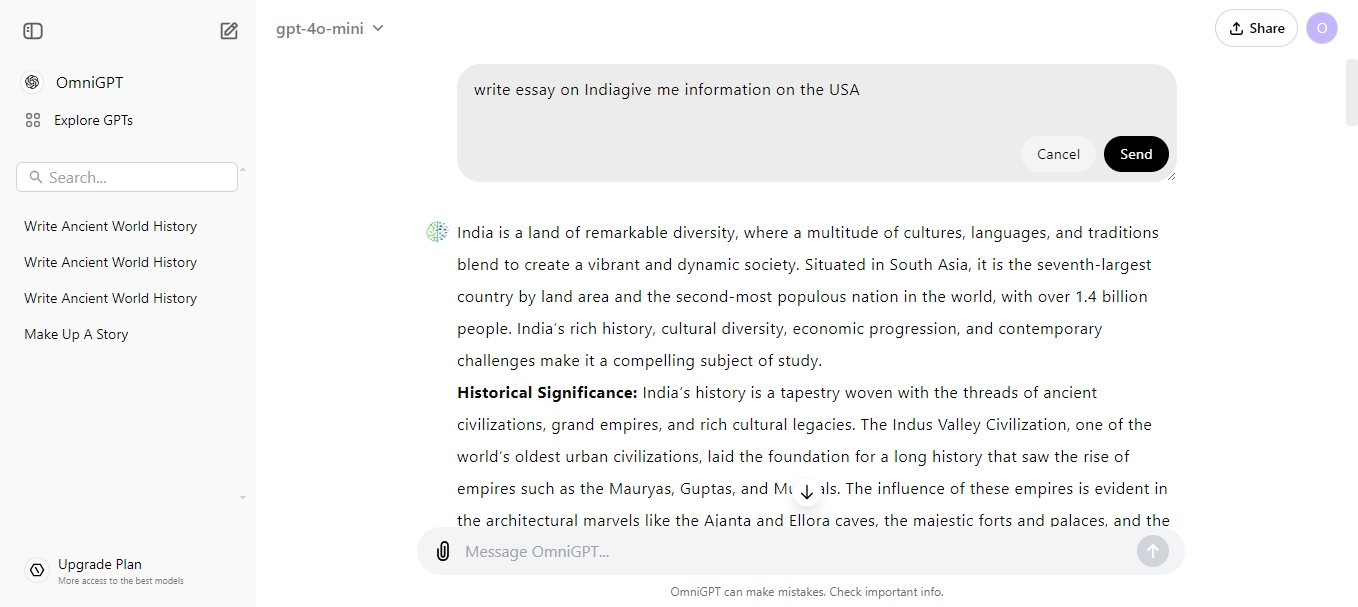 gpt-4o-mini
Share
O
OmniGPT
Explore GPTs
Search...
Write Ancient World History
Write Ancient World History
Write Ancient World History
Make Up A Story
Upgrade Plan
More access to the best models
write essay on Indiagive me information on the USA
Cancel
Send
India is a land of remarkable diversity, where a multitude of cultures, languages, and traditions
blend to create a vibrant and dynamic society. Situated in South Asia, it is the seventh-largest
country by land area and the second-most populous nation in the world, with over 1.4 billion
people. India's rich history, cultural diversity, economic progression, and contemporary
challenges make it a compelling subject of study.
Historical Significance: India's history is a tapestry woven with the threads of ancient
civilizations, grand empires, and rich cultural legacies. The Indus Valley Civilization, one of the
world's oldest urban civilizations, laid the foundation for a long history that saw the rise of
empires such as the Mauryas, Guptas, and . The influence of these empires is evident in
the architectural marvels like the Ajanta and Ellora caves, the majestic forts and palaces, and the
Message OmniGPT...
OmniGPT can make mistakes. Check important info.